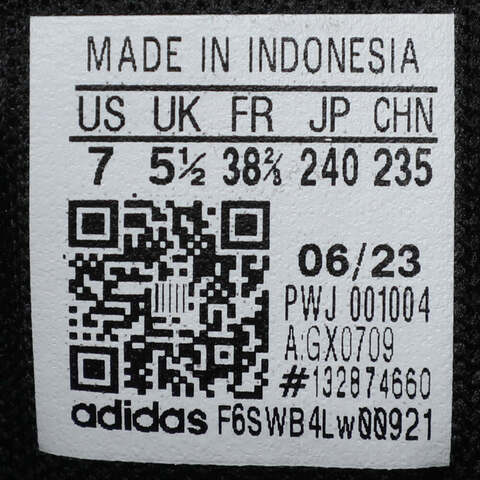 MADE IN INDONESIA
US UK FR JP CHN
7 5½ 38⅔ 240 235
06/23
PWJ 001004
A:GX0709
#132874660
adidas F6SWB4Lw00921